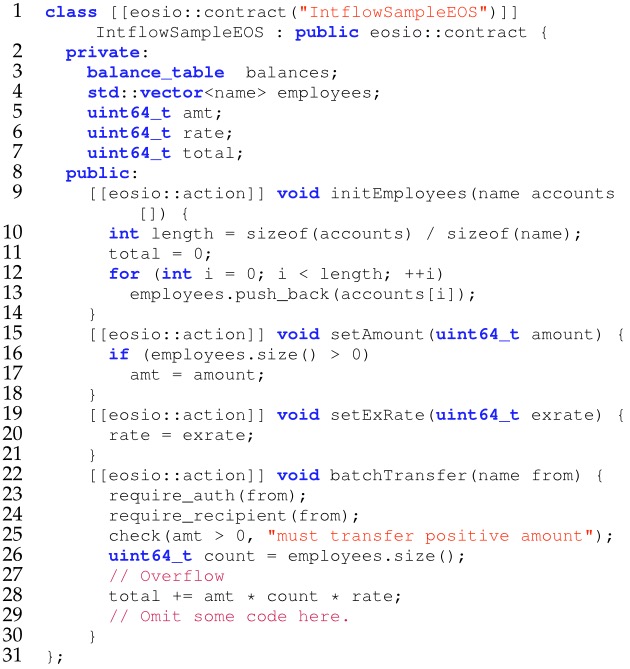 1 class [[eosio::contract("IntflowSampleEOS")]]
IntflowSampleEOS : public eosio::contract {
2 private:
3 balance_table balances;
4 std::vector<name> employees;
5 uint64_t amt;
6 uint64_t rate;
7 uint64_t total;
8 public:
9 [[eosio::action]] void initEmployees(name accounts
[]) {
10 int length = sizeof(accounts) / sizeof(name);
11 total = 0;
12 for (int i = 0; i < length; ++i)
13 employees.push_back(accounts[i]);
14 }
15 [[eosio::action]] void setAmount(uint64_t amount) {
16 if (employees.size() > 0)
17 amt = amount;
18 }
19 [[eosio::action]] void setExRate(uint64_t exrate) {
20 rate = exrate;
21 }
22 [[eosio::action]] void batchTransfer(name from) {
23 require_auth(from);
24 require_recipient(from);
25 check(amt > 0, "must transfer positive amount");
26 uint64_t count = employees.size();
27 // Overflow
28 total += amt * count * rate;
29 // Omit some code here.
30 }
31 };